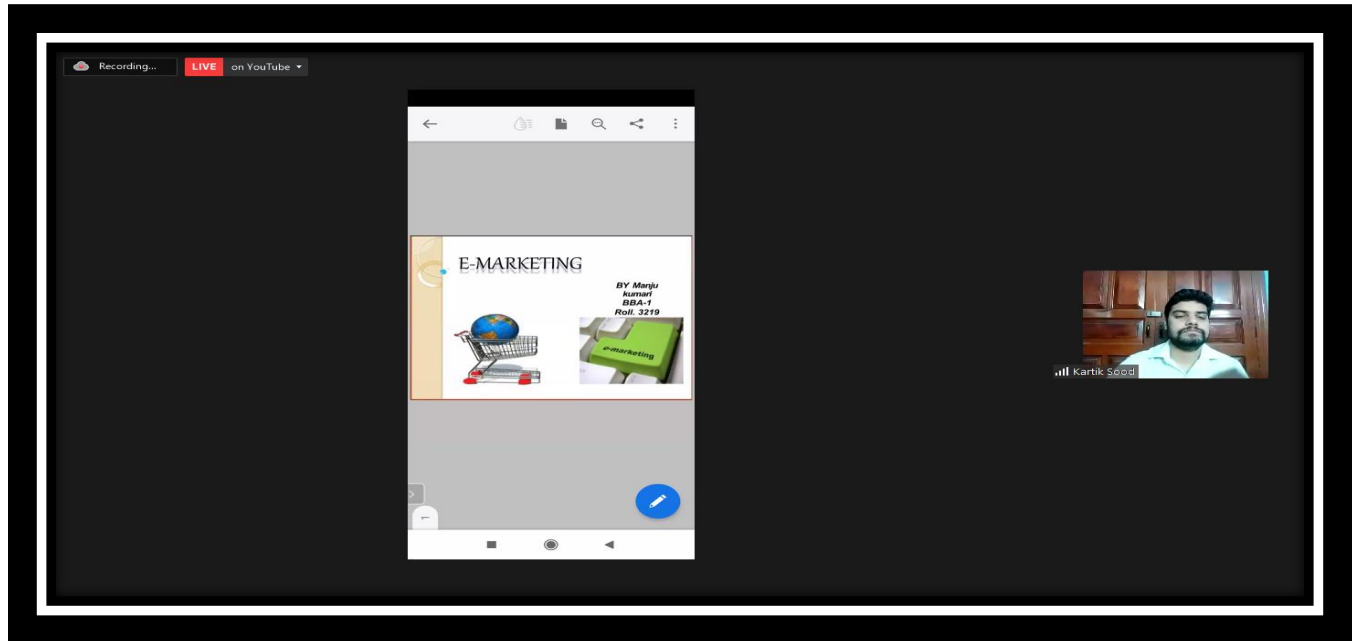 Recording...
LIVE on YouTube
E-MARKETING
BY Manju
kumari
BBA-1
Roll. 3219
e-marketing
Kartik Sood